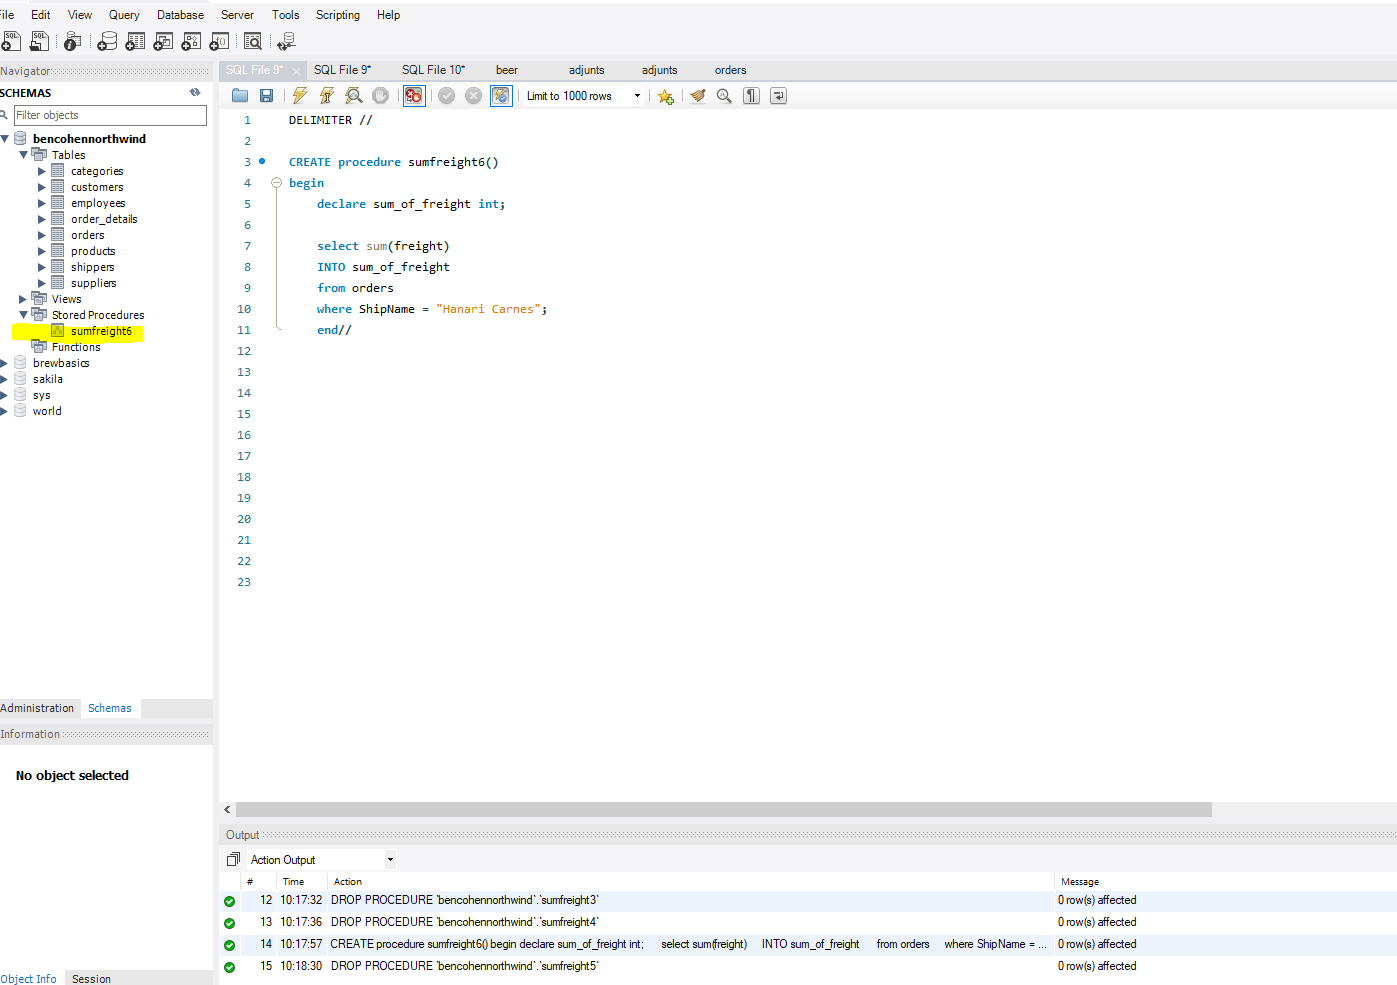 ile Edit View Query Database Server Tools Scripting Help
Navigator
SCHEMAS
Filter objects
bencohennorthwind
Tables
categories
customers
employees
order_details
orders
products
shippers
suppliers
Views
Stored Procedures
sumfreight6
Functions
brewbasics
sakila
sys
world
Administration Schemas
Information
No object selected
Object Info Session
SQL File 9* SQL File 9* SQL File 10* beer adjunts adjunts orders
Limit to 1000 rows
1 DELIMITER //
2
3 CREATE procedure sumfreight6()
4 begin
5 declare sum_of_freight int;
6
7 select sum(freight)
8 INTO sum_of_freight
9 from orders
10 where ShipName = "Hanari Carnes";
11 end//
12
13
14
15
16
17
18
19
20
21
22
23
Output
Action Output
# Time Action Message
12 10:17:32 DROP PROCEDURE `bencohennorthwind`.`sumfreight3` 0 row(s) affected
13 10:17:36 DROP PROCEDURE `bencohennorthwind`.`sumfreight4` 0 row(s) affected
14 10:17:57 CREATE procedure sumfreight6() begin declare sum_of_freight int; select sum(freight) INTO sum_of_freight from orders where ShipName = ... 0 row(s) affected
15 10:18:30 DROP PROCEDURE `bencohennorthwind`.`sumfreight5` 0 row(s) affected